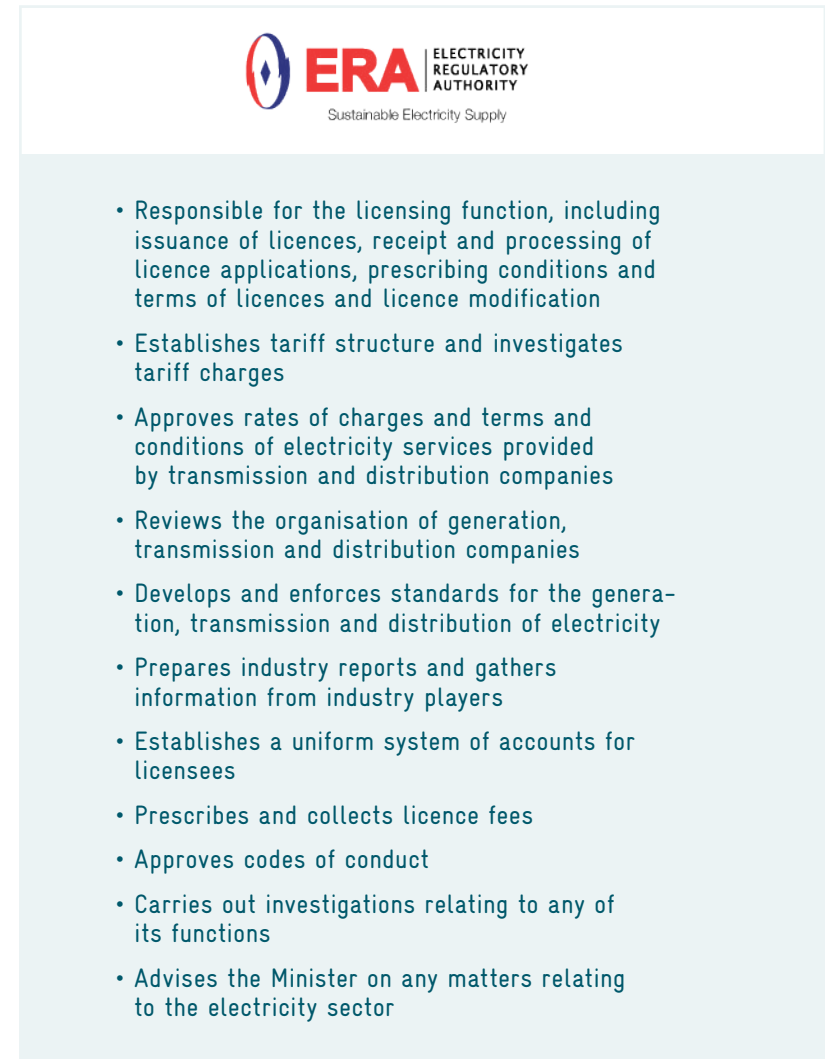 ERA
ELECTRICITY
REGULATORY
AUTHORITY
Sustainable Electricity Supply
• Responsible for the licensing function, including
issuance of licences, receipt and processing of
licence applications, prescribing conditions and
terms of licences and licence modification
• Establishes tariff structure and investigates
tariff charges
• Approves rates of charges and terms and
conditions of electricity services provided
by transmission and distribution companies
• Reviews the organisation of generation,
transmission and distribution companies
• Develops and enforces standards for the genera-
tion, transmission and distribution of electricity
• Prepares industry reports and gathers
information from industry players
• Establishes a uniform system of accounts for
licensees
• Prescribes and collects licence fees
• Approves codes of conduct
• Carries out investigations relating to any of
its functions
• Advises the Minister on any matters relating
to the electricity sector